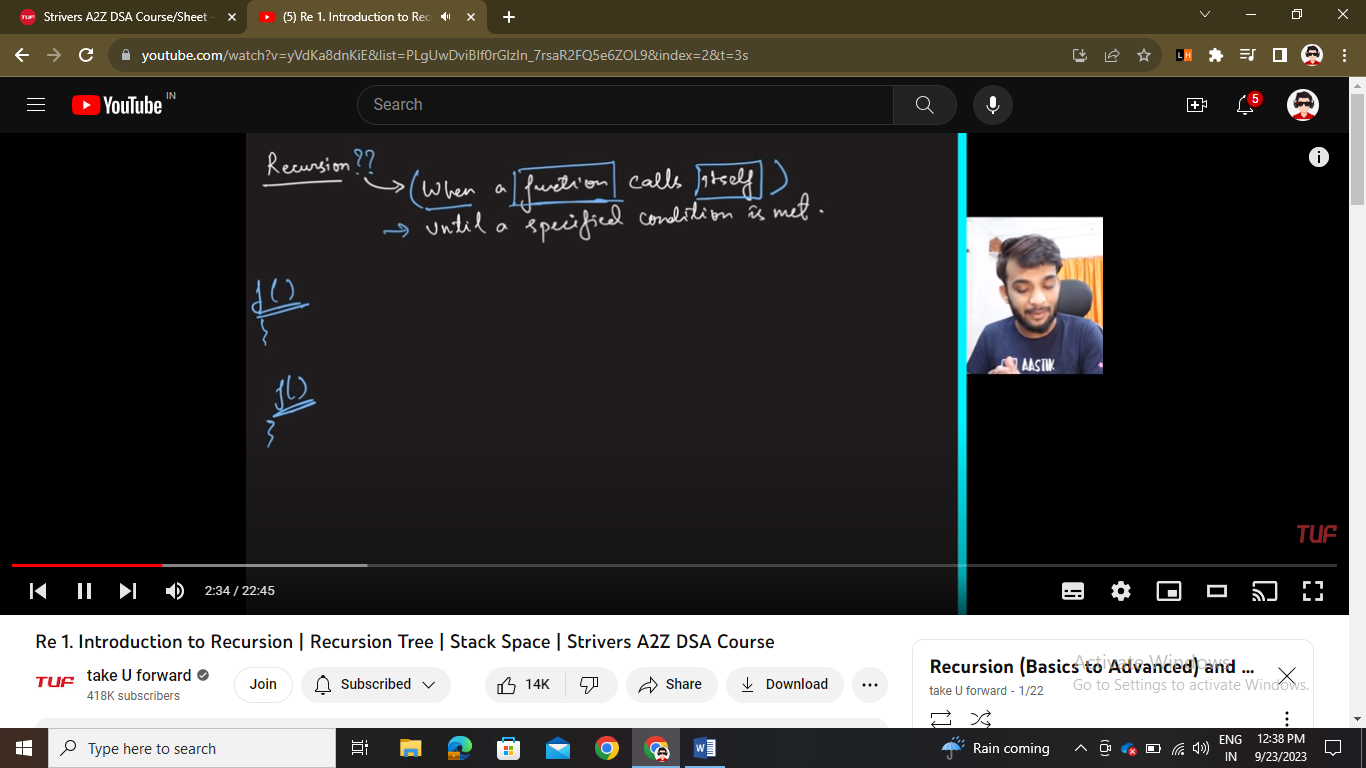 Strivers A2Z DSA Course/Sheet -
(5) Re 1. Introduction to Rec
youtube.com/watch?v=yVdKa8dnKiE&list=PLgUwDviBIf0rGlzIn_7rsaR2FQ5e6ZOL9&index=2&t=3s
YouTube IN
Search
5
Recursion ??
(When a function calls itself)
→ until a specified condition is met.
f()
}
f()
}
AASTIK
TUF
2:34 / 22:45
Re 1. Introduction to Recursion | Recursion Tree | Stack Space | Strivers A2Z DSA Course
TUF
take U forward
418K subscribers
Join
Subscribed
14K
Share
Download
Recursion (Basics to Advanced) and ...
take U forward - 1/22
Activate Windows
Go to Settings to activate Windows.
Type here to search
Rain coming
ENG
IN
12:38 PM
9/23/2023